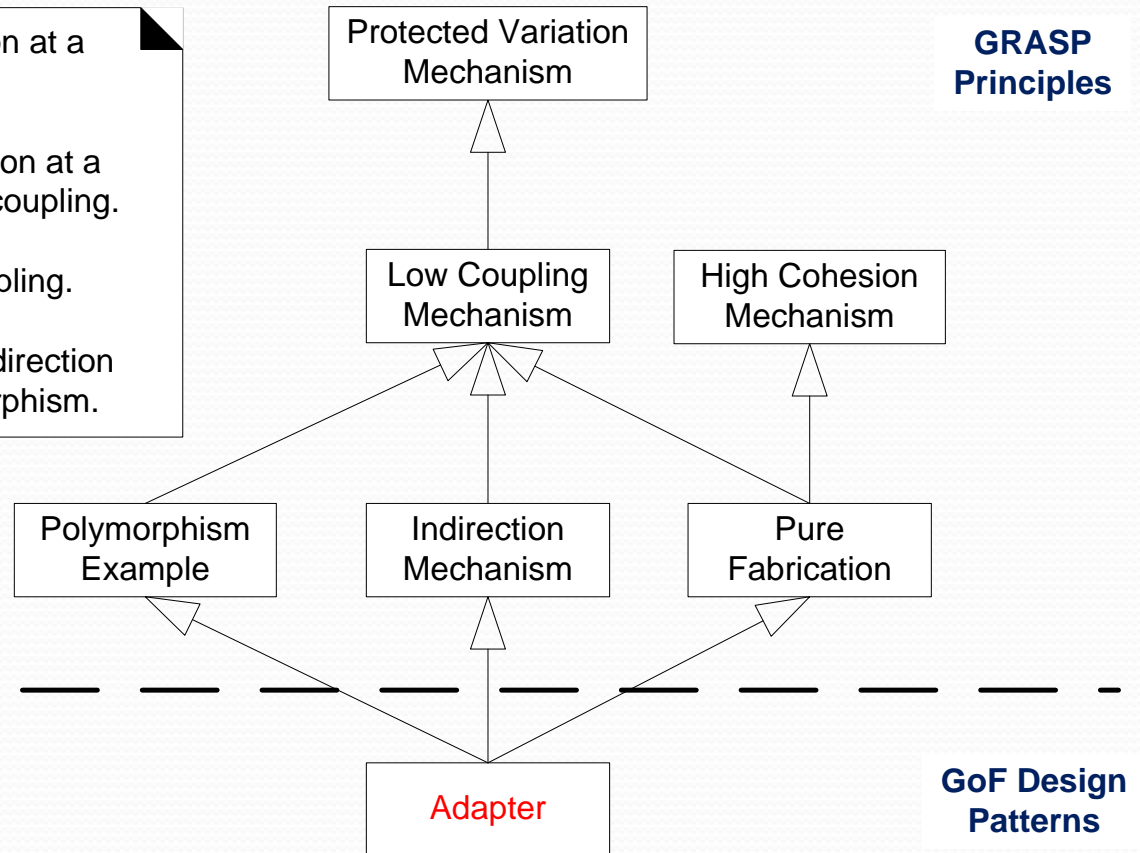 on at a
on at a
coupling.
pling.
direction
rphism.
Protected Variation
Mechanism
GRASP
Principles
Low Coupling
Mechanism
High Cohesion
Mechanism
Polymorphism
Example
Indirection
Mechanism
Pure
Fabrication
Adapter
GoF Design
Patterns